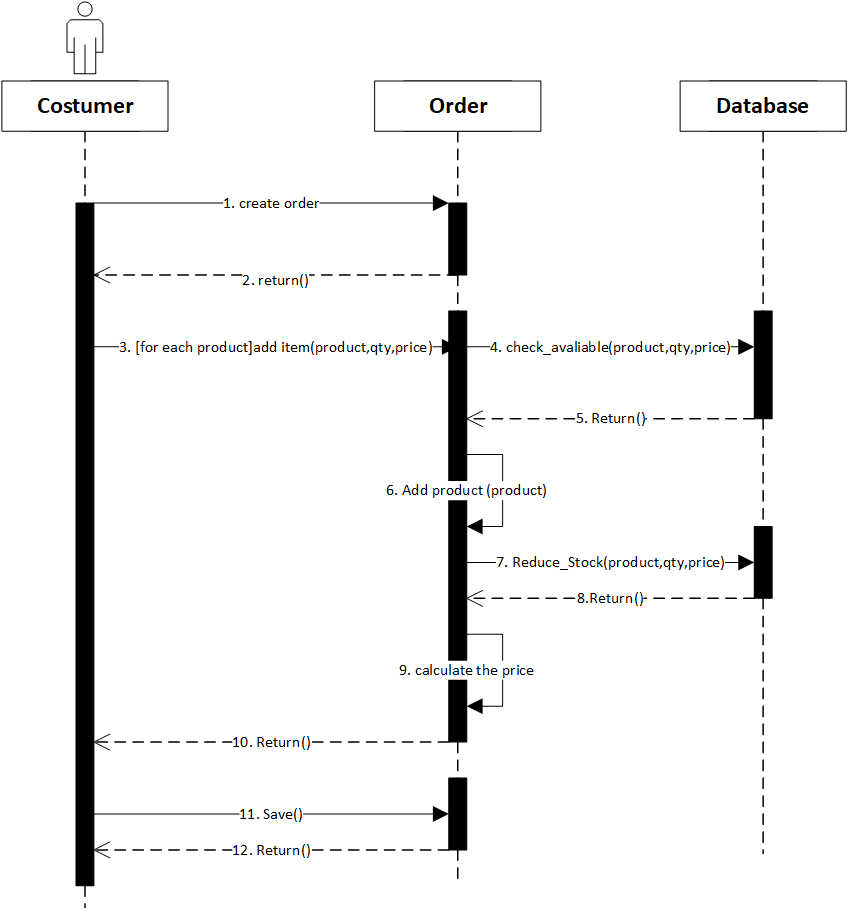 Costumer
Order
Database
1. create order
2. return()
3. [for each product]add item(product,qty,price)
4. check_avaliable(product,qty,price)
5. Return()
6. Add product (product)
7. Reduce_Stock(product,qty,price)
8.Return()
9. calculate the price
10. Return()
11. Save()
12. Return()